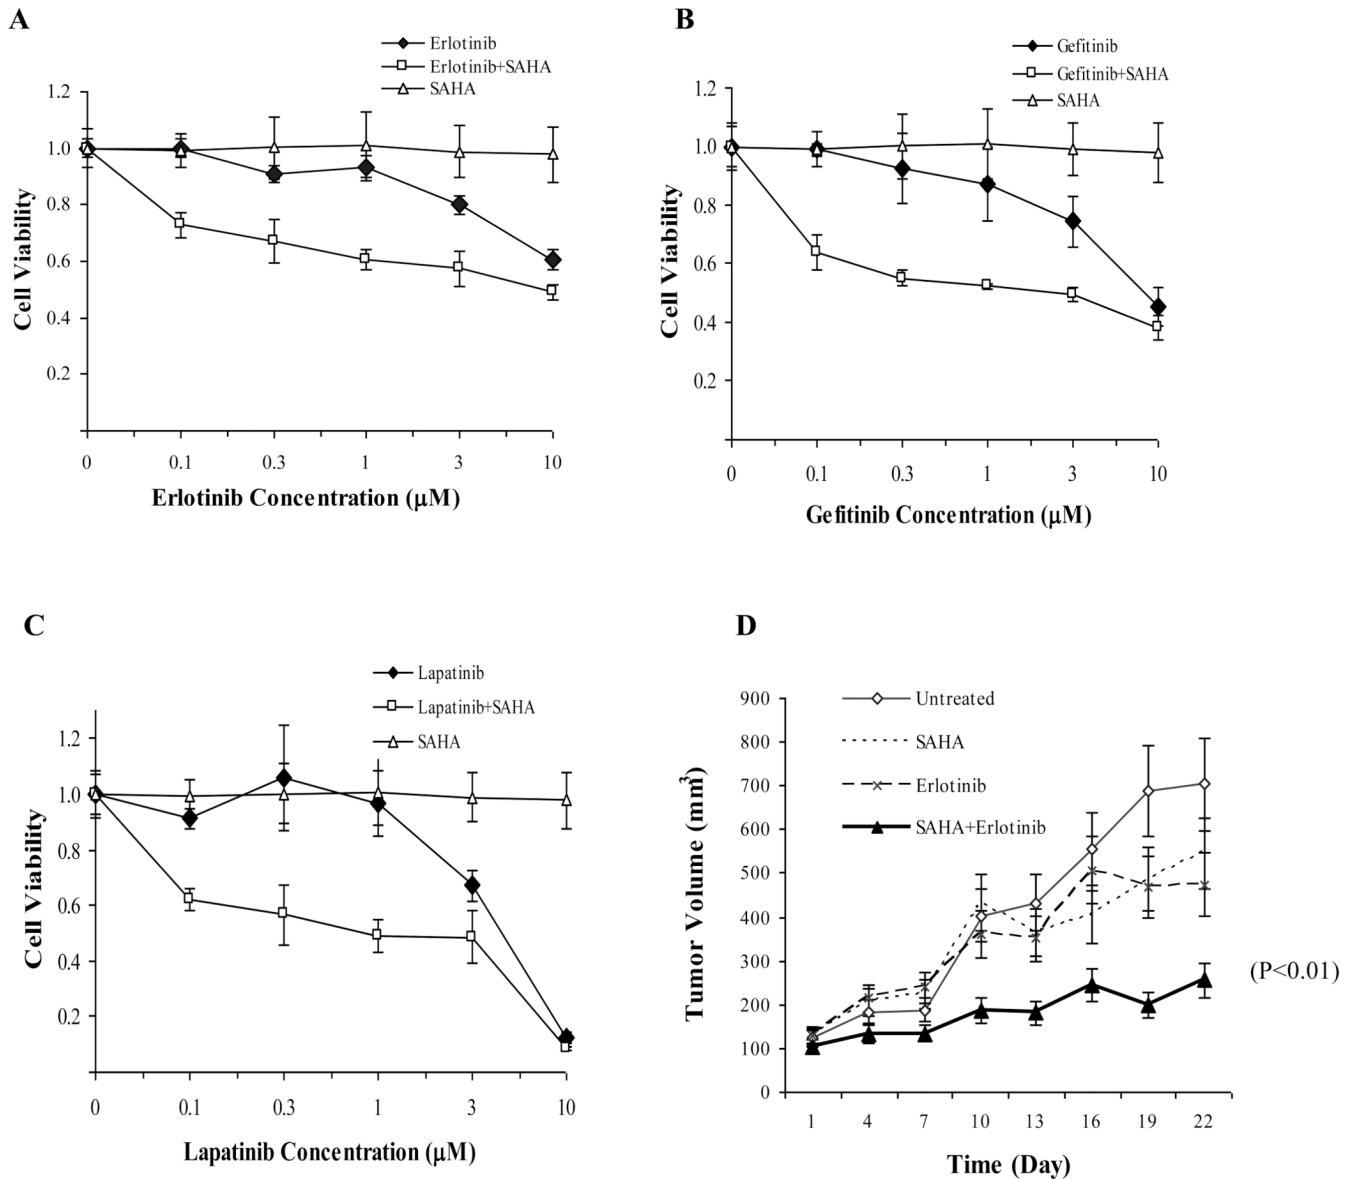 A
Erlotinib
Erlotinib+SAHA
SAHA
1.2
1.0
0.8
0.6
0.4
0.2
Cell Viability
0 0.1 0.3 1 3 10
Erlotinib Concentration (μM)
B
Gefitinib
Gefitinib+SAHA
SAHA
1.2
1.0
0.8
0.6
0.4
0.2
Cell Viability
0 0.1 0.3 1 3 10
Gefitinib Concentration (μM)
C
Lapatinib
Lapatinib+SAHA
SAHA
1.2
1.0
0.8
0.6
0.4
0.2
Cell Viability
0 0.1 0.3 1 3 10
Lapatinib Concentration (μM)
D
Untreated
SAHA
Erlotinib
SAHA+Erlotinib
900
800
700
600
500
400
300
200
100
0
Tumor Volume (mm³)
(P<0.01)
1 4 7 10 13 16 19 22
Time (Day)